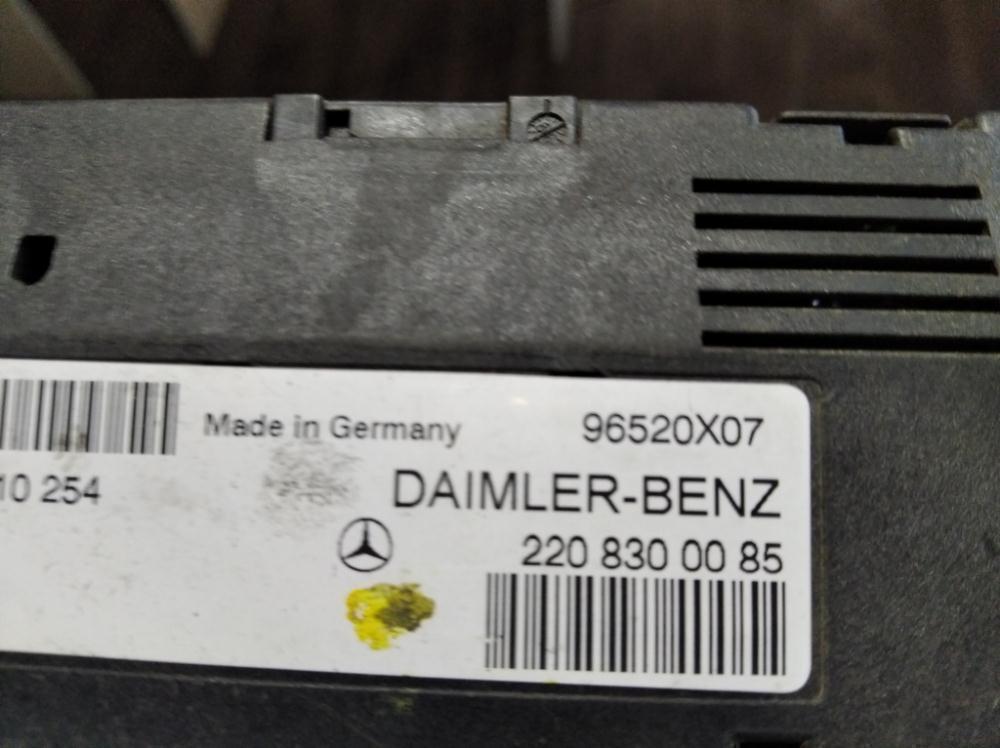 Made in Germany
96520X07
10 254
DAIMLER-BENZ
220 830 00 85